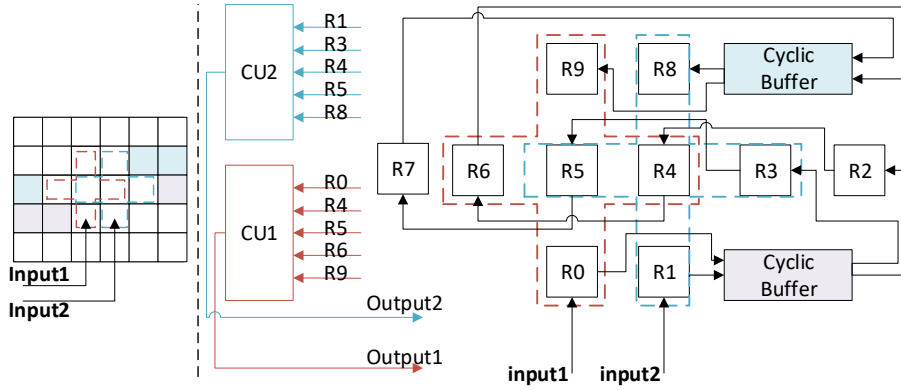 R1
R3
R4
R5
R8
CU2
R9
R8
Cyclic
Buffer
R7
R6
R5
R4
R3
R2
R0
R4
R5
R6
R9
CU1
R0
R1
Cyclic
Buffer
Input1
Input2
Output2
Output1
input1
input2